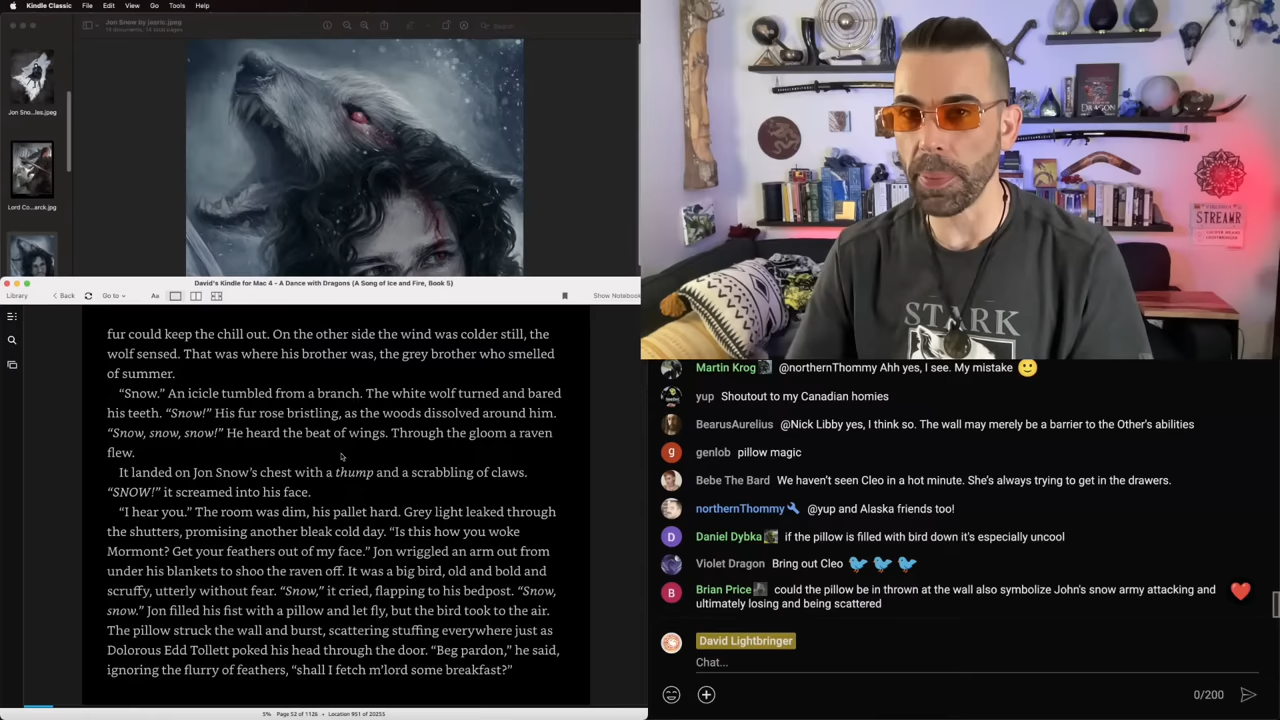 Kindle Classic File Edit View Go Tools Help
Jon Snow by jasric.jpeg
Search
Jon Sno...les.jpeg
Lord Co...arck.jpg
David's Kindle for Mac 4 - A Dance with Dragons (A Song of Ice and Fire, Book 5)
Library Back Go to Aa Show Notebook
fur could keep the chill out. On the other side the wind was colder still, the
wolf sensed. That was where his brother was, the grey brother who smelled
of summer.
“Snow.” An icicle tumbled from a branch. The white wolf turned and bared
his teeth. “Snow!” His fur rose bristling, as the woods dissolved around him.
“Snow, snow, snow!” He heard the beat of wings. Through the gloom a raven
flew.
It landed on Jon Snow’s chest with a thump and a scrabbling of claws.
“SNOW!” it screamed into his face.
“I hear you.” The room was dim, his pallet hard. Grey light leaked through
the shutters, promising another bleak cold day. “Is this how you woke
Mormont? Get your feathers out of my face.” Jon wriggled an arm out from
under his blankets to shoo the raven off. It was a big bird, old and bold and
scruffy, utterly without fear. “Snow,” it cried, flapping to his bedpost. “Snow,
snow.” Jon filled his fist with a pillow and let fly, but the bird took to the air.
The pillow struck the wall and burst, scattering stuffing everywhere just as
Dolorous Edd Tollett poked his head through the door. “Beg pardon,” he said,
ignoring the flurry of feathers, “shall I fetch m’lord some breakfast?”
5% Page 52 of 1126 • Location 951 of 20255
DRAGON
STREAMR
STARK
Martin Krog @northernThommy Ahh yes, I see. My mistake
yup Shoutout to my Canadian homies
BearusAurelius @Nick Libby yes, I think so. The wall may merely be a barrier to the Other's abilities
g genlob pillow magic
Bebe The Bard We haven't seen Cleo in a hot minute. She's always trying to get in the drawers.
northernThommy @yup and Alaska friends too!
D Daniel Dybka if the pillow is filled with bird down it's especially uncool
Violet Dragon Bring out Cleo
B Brian Price could the pillow be in thrown at the wall also symbolize John's snow army attacking and
ultimately losing and being scattered
David Lightbringer
Chat...
0/200